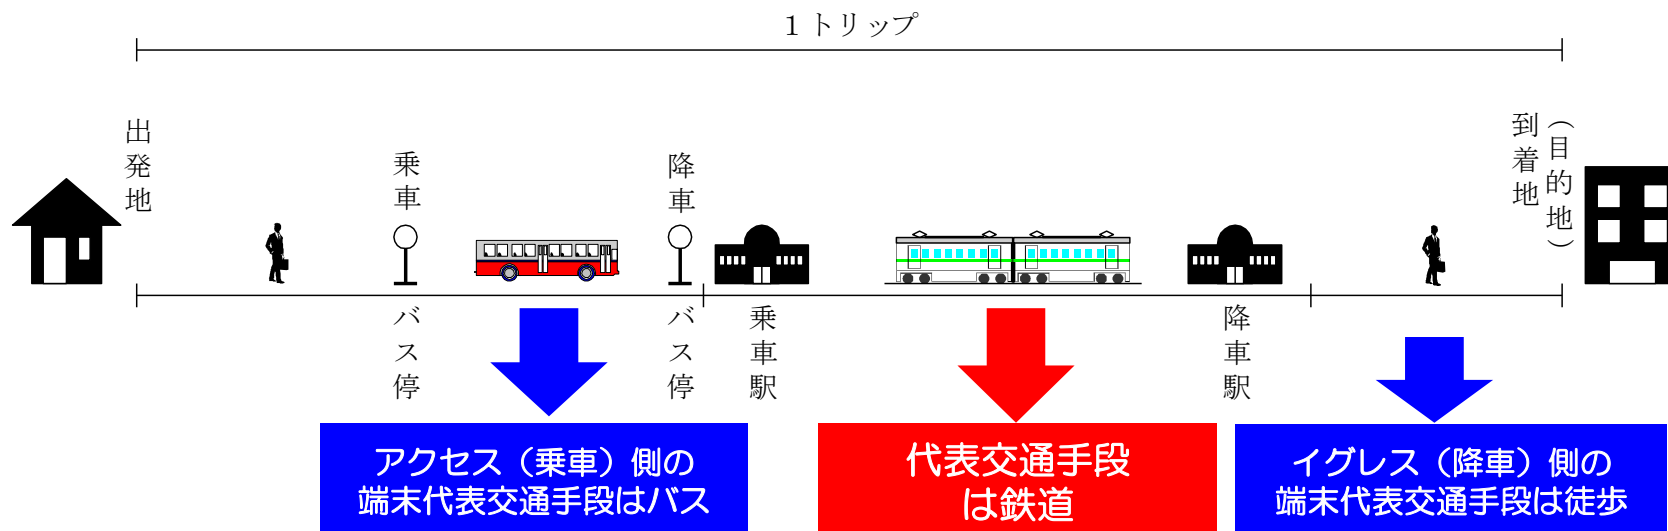 １トリップ
出発地
乗車
降車
到着地
（目的地）
バス停
バス停
乗車駅
降車駅
アクセス（乗車）側の
端末代表交通手段はバス
代表交通手段
は鉄道
イグレス（降車）側の
端末代表交通手段は徒歩